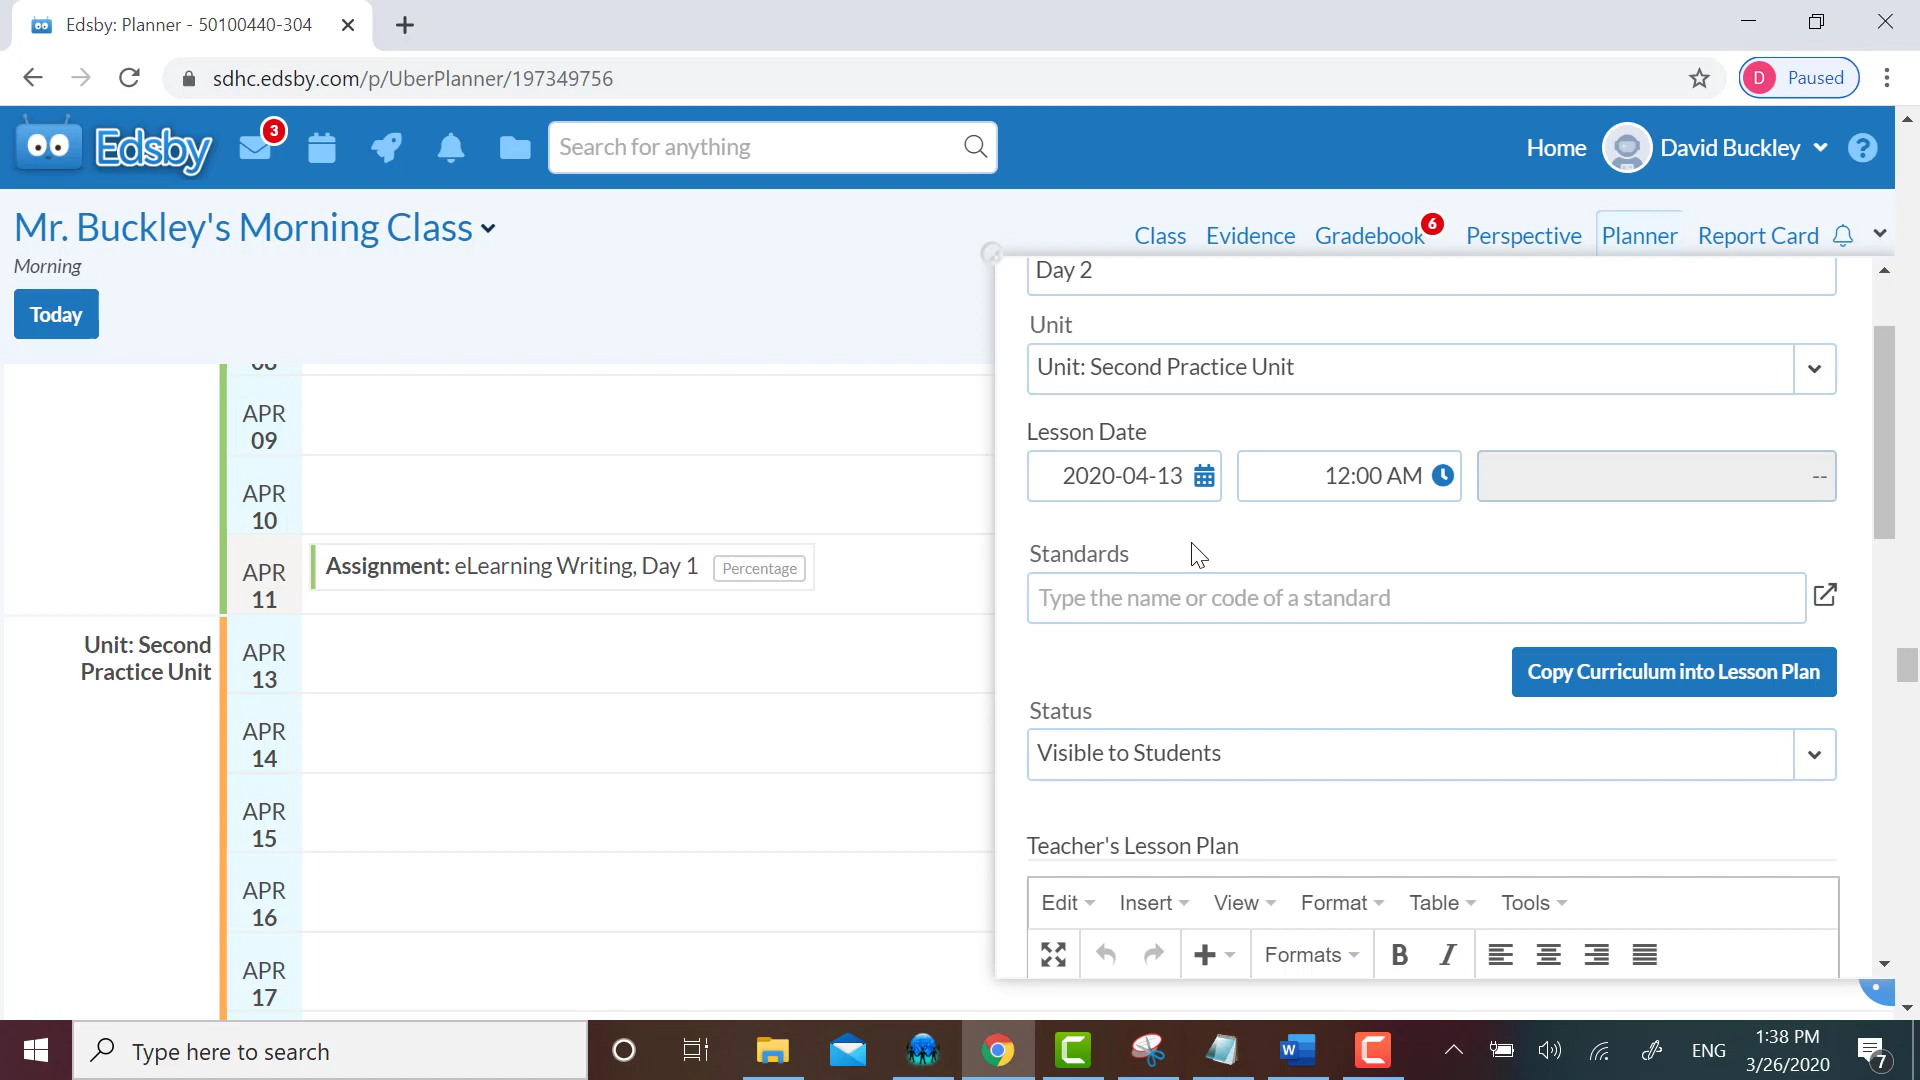 Edsby: Planner - 50100440-304
sdhc.edsby.com/p/UberPlanner/197349756
D Paused
Edsby
3
Search for anything
Home
David Buckley
?
Mr. Buckley's Morning Class
Morning
Class
Evidence
Gradebook
6
Perspective
Planner
Report Card
Today
08
APR
09
APR
10
APR
11
Assignment: eLearning Writing, Day 1
Percentage
Unit: Second
Practice Unit
APR
13
APR
14
APR
15
APR
16
APR
17
Day 2
Unit
Unit: Second Practice Unit
Lesson Date
2020-04-13
12:00 AM
--
Standards
Type the name or code of a standard
Copy Curriculum into Lesson Plan
Status
Visible to Students
Teacher's Lesson Plan
Edit
Insert
View
Format
Table
Tools
Formats
B
I
Type here to search
ENG
1:38 PM
3/26/2020
7